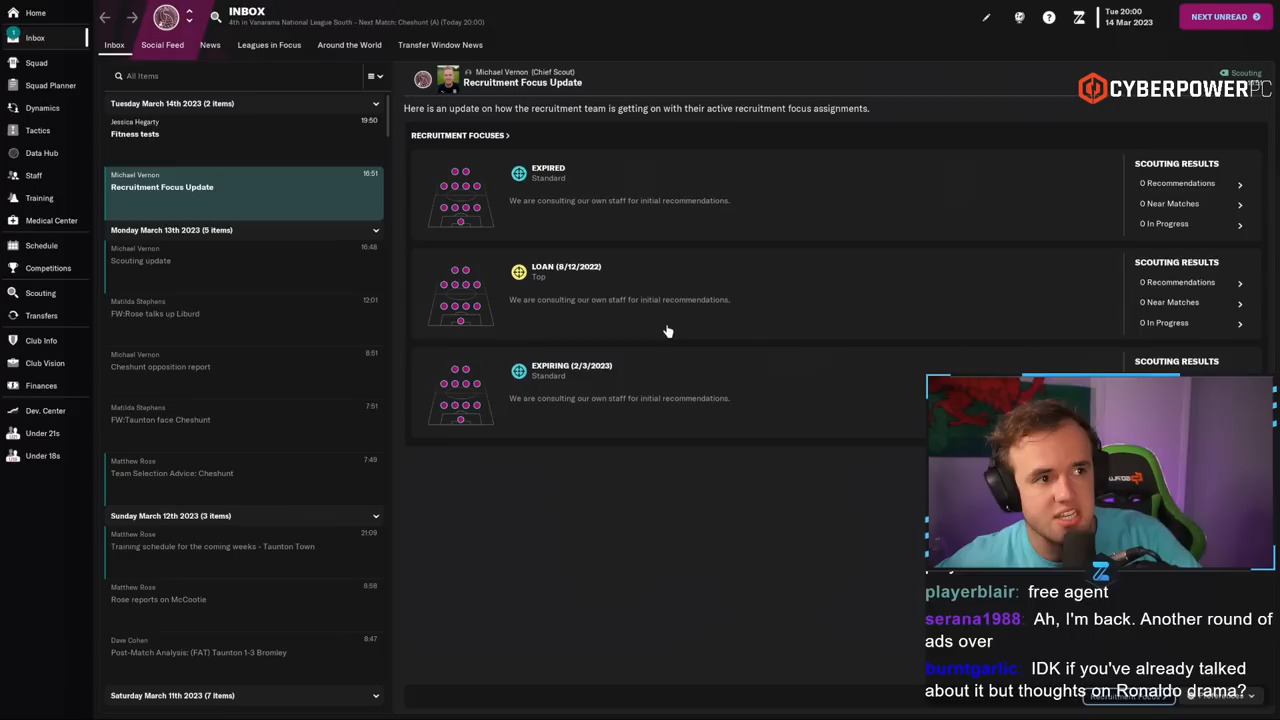 Home
Inbox
Squad
Squad Planner
Dynamics
Tactics
Data Hub
Staff
Training
Medical Center
Schedule
Competitions
Scouting
Transfers
Club Info
Club Vision
Finances
Dev. Center
Under 21s
Under 18s
INBOX
4th in Vanarama National League South - Next Match: Cheshunt (A) (Today 20:00)
Tue 20:00
14 Mar 2023
NEXT UNREAD
Inbox
Social Feed
News
Leagues in Focus
Around the World
Transfer Window News
All Items
Tuesday March 14th 2023 (2 items)
Jessica Hegarty 19:50
Fitness tests
Michael Vernon 16:51
Recruitment Focus Update
Monday March 13th 2023 (5 items)
Michael Vernon 16:48
Scouting update
Matilda Stephens 12:01
FW:Rose talks up Liburd
Michael Vernon 8:51
Cheshunt opposition report
Matilda Stephens 7:51
FW:Taunton face Cheshunt
Matthew Rose 7:49
Team Selection Advice: Cheshunt
Sunday March 12th 2023 (3 items)
Matthew Rose 21:09
Training schedule for the coming weeks - Taunton Town
Matthew Rose 8:58
Rose reports on McCootie
Dave Cohen 8:47
Post-Match Analysis: (FAT) Taunton 1-3 Bromley
Saturday March 11th 2023 (7 items)
Michael Vernon (Chief Scout)
Recruitment Focus Update
Scouting
CYBERPOWERPC
Here is an update on how the recruitment team is getting on with their active recruitment focus assignments.
RECRUITMENT FOCUSES >
EXPIRED
Standard
We are consulting our own staff for initial recommendations.
SCOUTING RESULTS
0 Recommendations
0 Near Matches
0 In Progress
LOAN (8/12/2022)
Top
We are consulting our own staff for initial recommendations.
SCOUTING RESULTS
0 Recommendations
0 Near Matches
0 In Progress
EXPIRING (2/3/2023)
Standard
We are consulting our own staff for initial recommendations.
SCOUTING RESULTS
playerblair: free agent
serana1988: Ah, I'm back. Another round of
ads over
burntgarlic: IDK if you've already talked
about it but thoughts on Ronaldo drama?